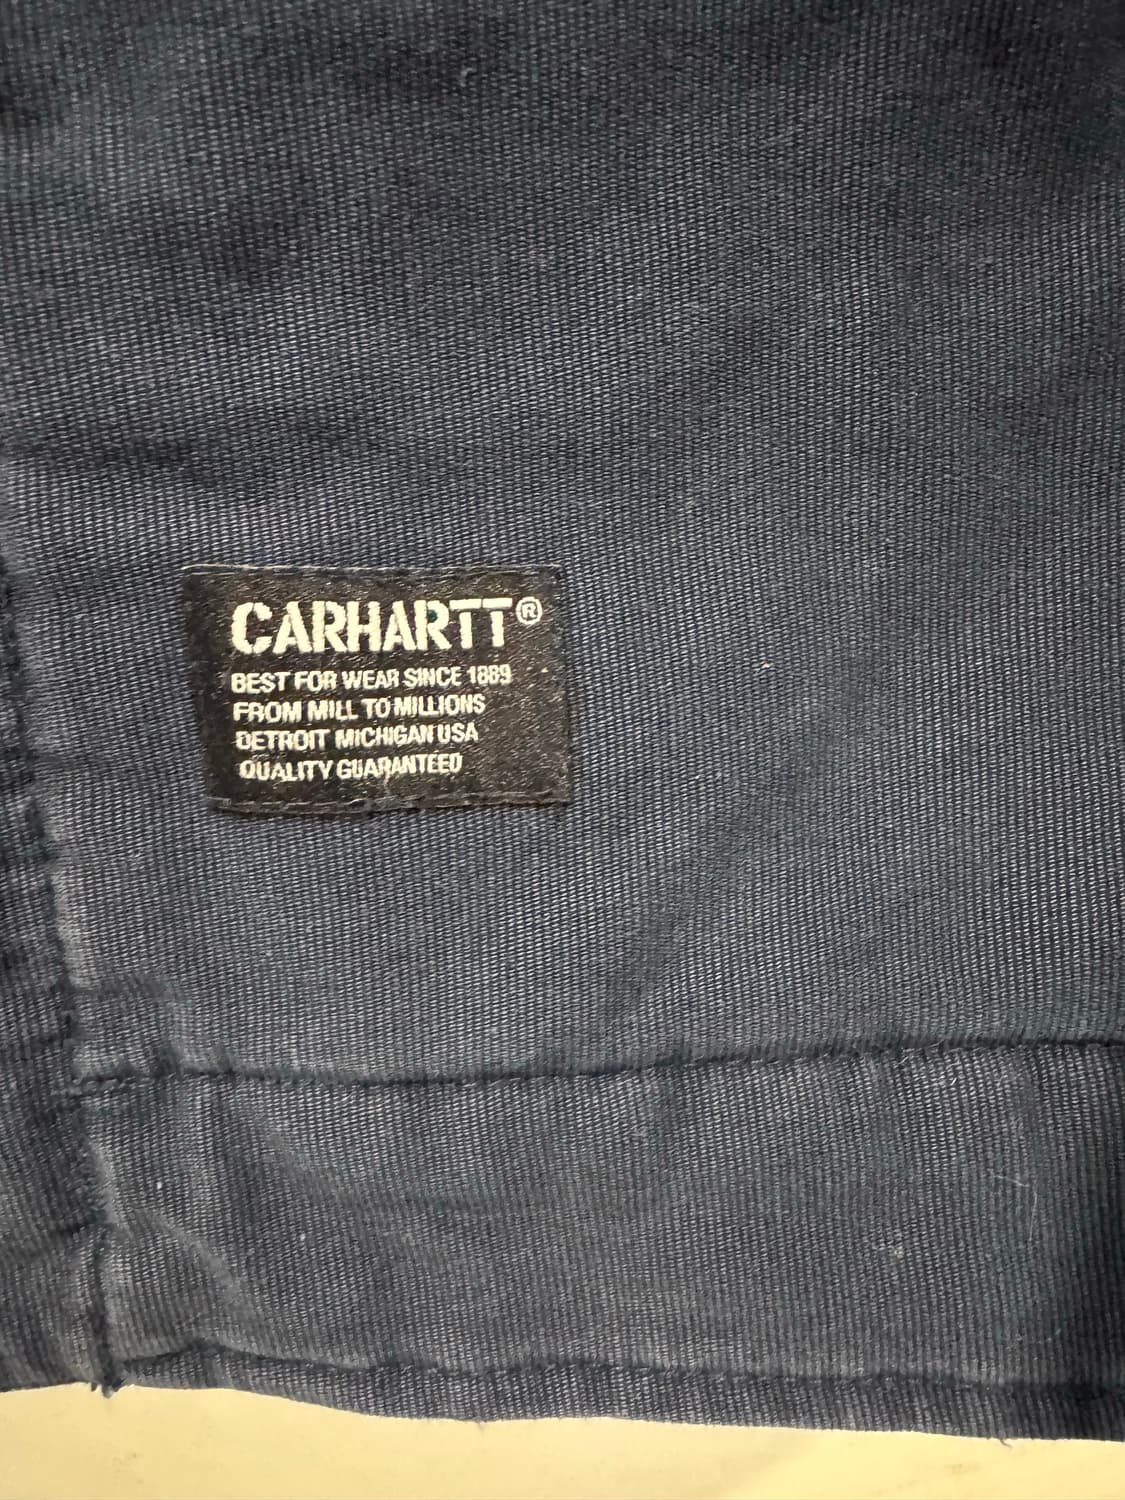 CARHARTT®
BEST FOR WEAR SINCE 1889
FROM MILL TO MILLIONS
DETROIT MICHIGAN USA
QUALITY GUARANTEED